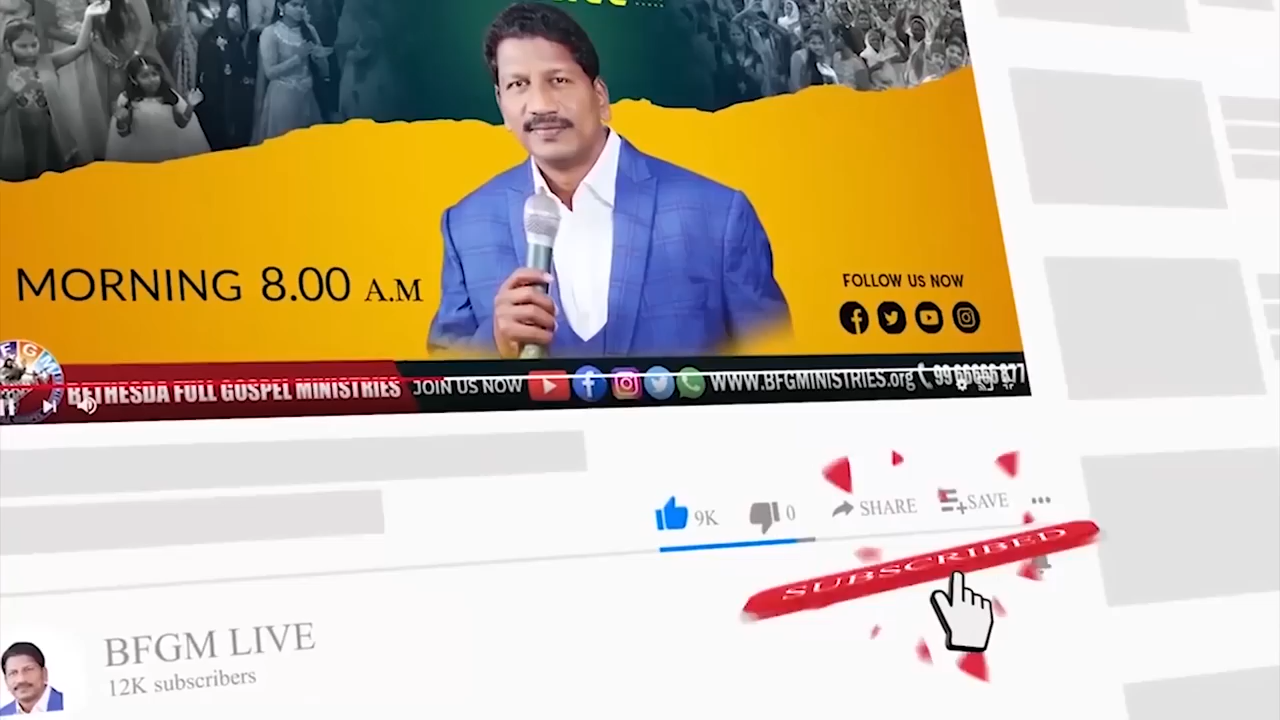 MORNING 8.00 A.M
FOLLOW US NOW
BETHESDA FULL GOSPEL MINISTRIES JOIN US NOW WWW.BFGMINISTRIES.org
9K 0 SHARE SAVE
SUBSCRIBED
BFGM LIVE
12K subscribers